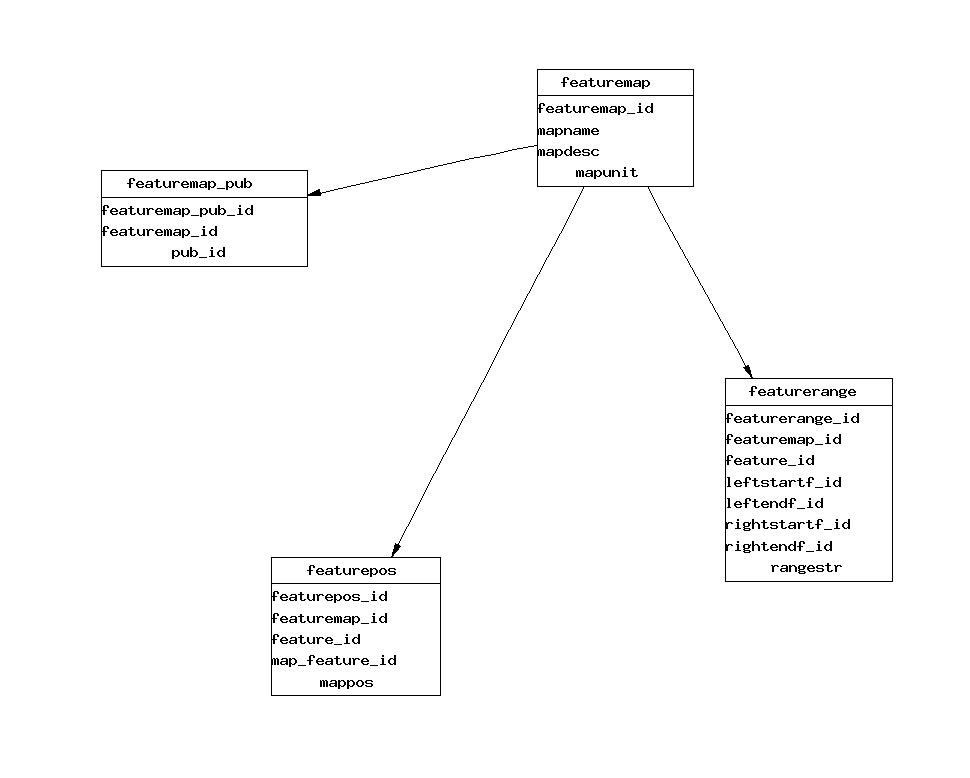 featuremap
featuremap_id
mapname
mapdesc
mapunit
featuremap_pub
featuremap_pub_id
featuremap_id
pub_id
featurerange
featurerange_id
featuremap_id
feature_id
leftstartf_id
leftendf_id
rightstartf_id
rightendf_id
rangestr
featurepos
featurepos_id
featuremap_id
feature_id
map_feature_id
mappos